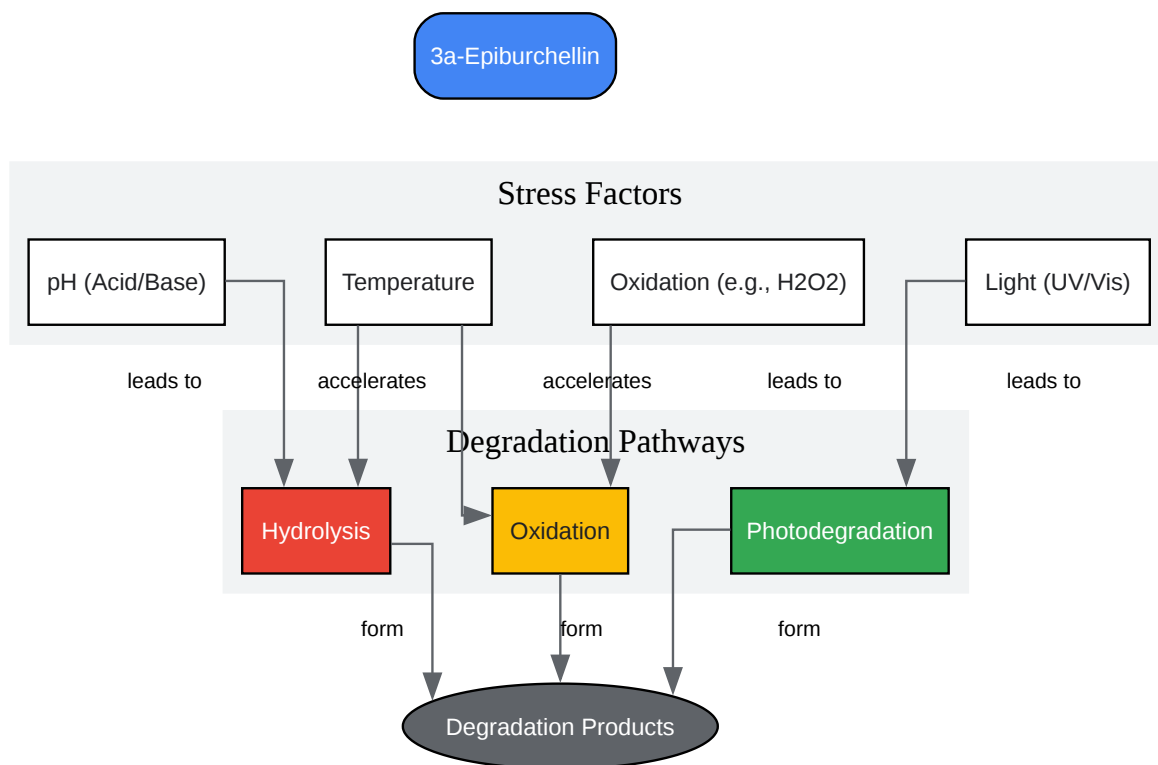 3a-Epiburchellin
Stress Factors
pH (Acid/Base)
Temperature
Oxidation (e.g., H2O2)
Light (UV/Vis)
leads to
accelerates
accelerates
leads to
leads to
Degradation Pathways
Hydrolysis
Oxidation
Photodegradation
form
form
form
Degradation Products